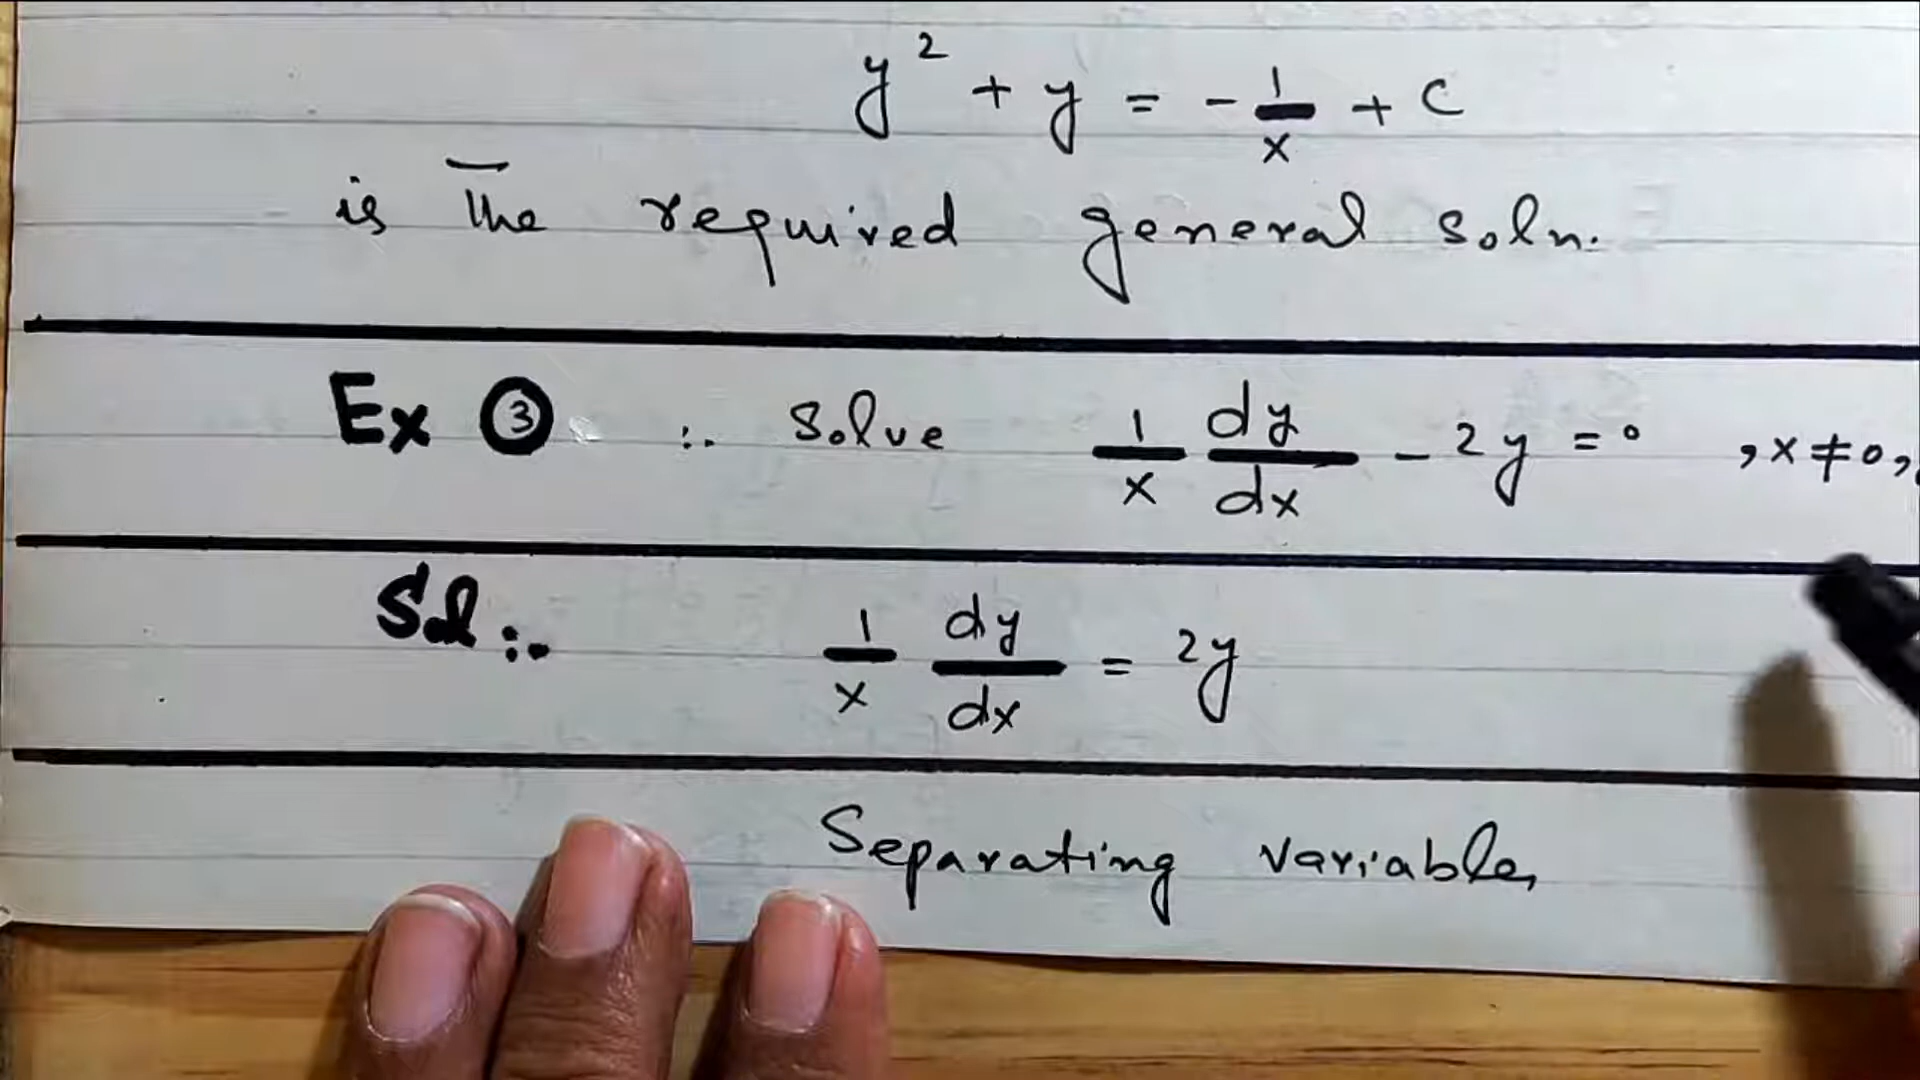 y² + y = - 1/x + C
is the required general soln.
Ex ③ :. Solve 1/x dy/dx - 2y = 0 , x ≠ 0,
Sol :- 1/x dy/dx = 2y
Separating variable,